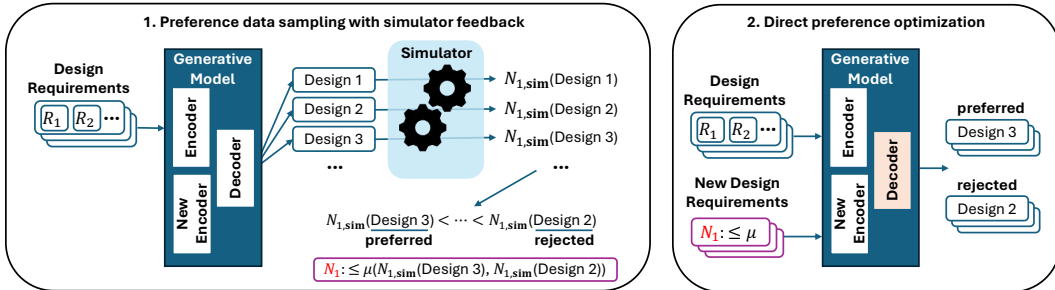 1. Preference data sampling with simulator feedback
Design
Requirements
R₁ R₂ •••
Generative
Model
Encoder
New
Encoder
Decoder
Design 1
Design 2
Design 3
...
Simulator
N₁,sim(Design 1)
N₁,sim(Design 2)
N₁,sim(Design 3)
...
N₁,sim(Design 3) < ⋯ < N₁,sim(Design 2)
preferred rejected
N₁: ≤ μ(N₁,sim(Design 3), N₁,sim(Design 2))
2. Direct preference optimization
Design
Requirements
R₁ R₂ •••
New Design
Requirements
N₁: ≤ μ
Generative
Model
Encoder
New
Encoder
Decoder
preferred
Design 3
rejected
Design 2